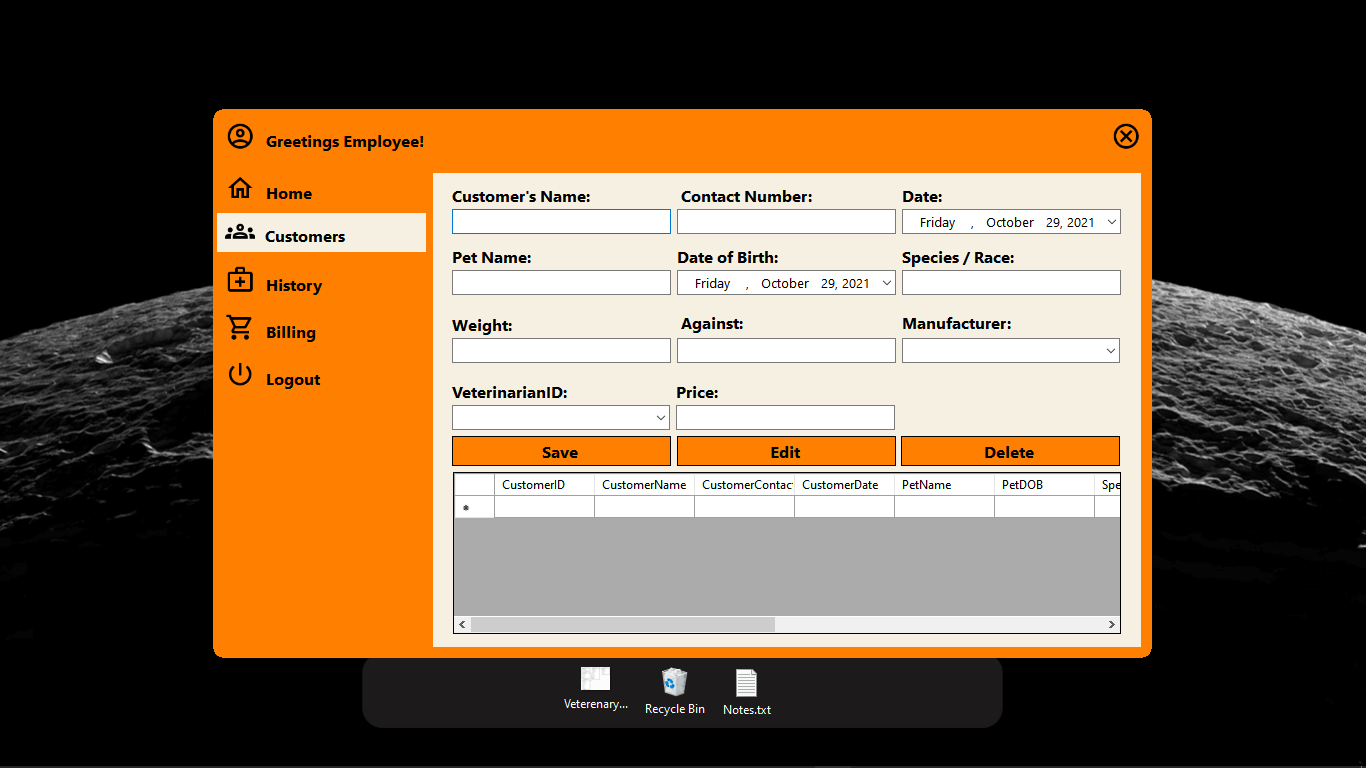 Greetings Employee!
Home
Customers
History
Billing
Logout
Customer's Name: Contact Number: Date:
Friday , October 29, 2021
Pet Name: Date of Birth: Species / Race:
Friday , October 29, 2021
Weight: Against: Manufacturer:
VeterinarianID: Price:
Save Edit Delete
CustomerID CustomerName CustomerContac CustomerDate PetName PetDOB Spe
Veterenary... Recycle Bin Notes.txt